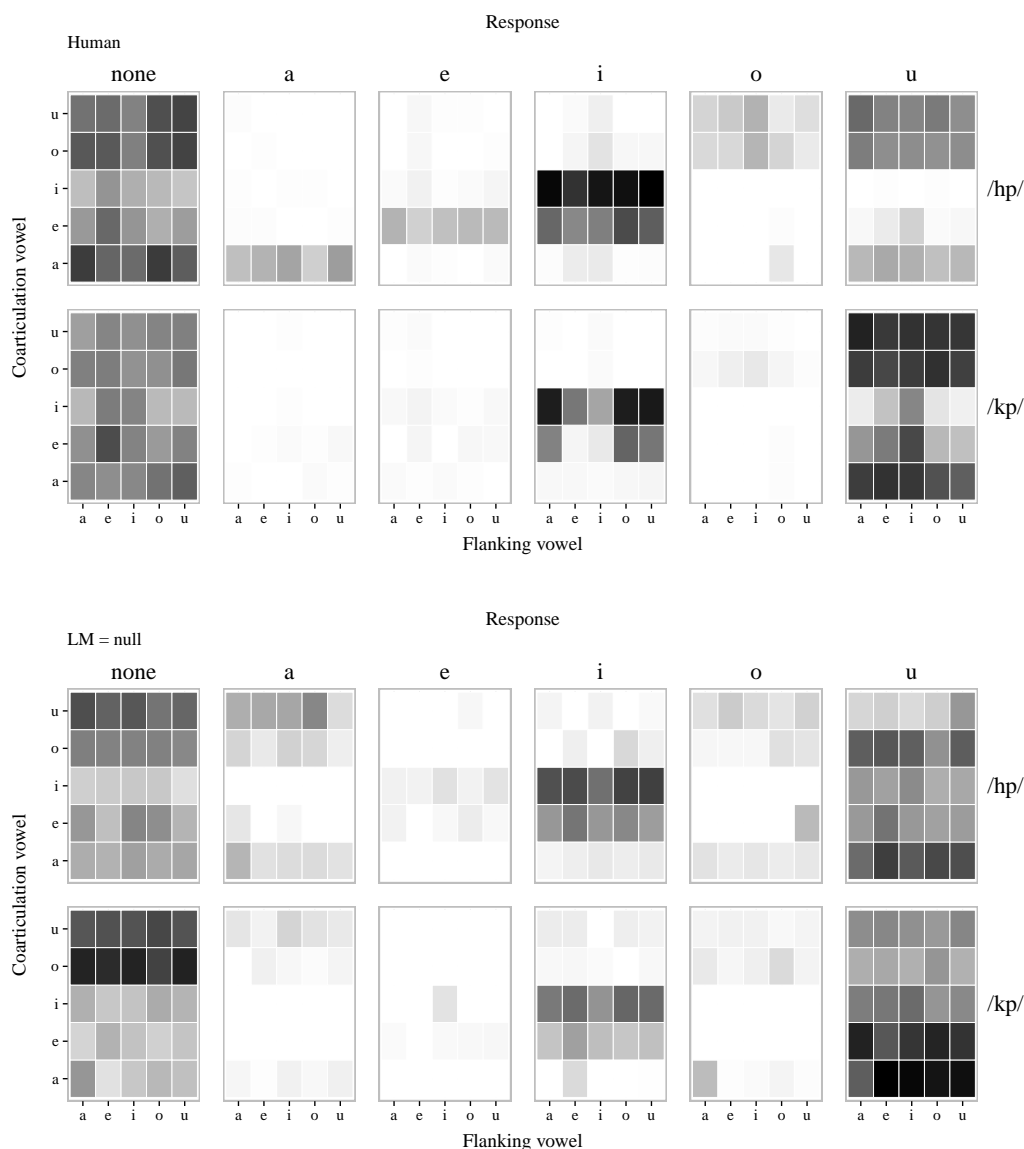 Response
Human
none a e i o u
u
o
i
e
a
/hp/
Coarticulation vowel
u
o
i
e
a
/kp/
a e i o u a e i o u a e i o u a e i o u a e i o u a e i o u
Flanking vowel
Response
LM = null
none a e i o u
u
o
i
e
a
/hp/
Coarticulation vowel
u
o
i
e
a
/kp/
a e i o u a e i o u a e i o u a e i o u a e i o u a e i o u
Flanking vowel